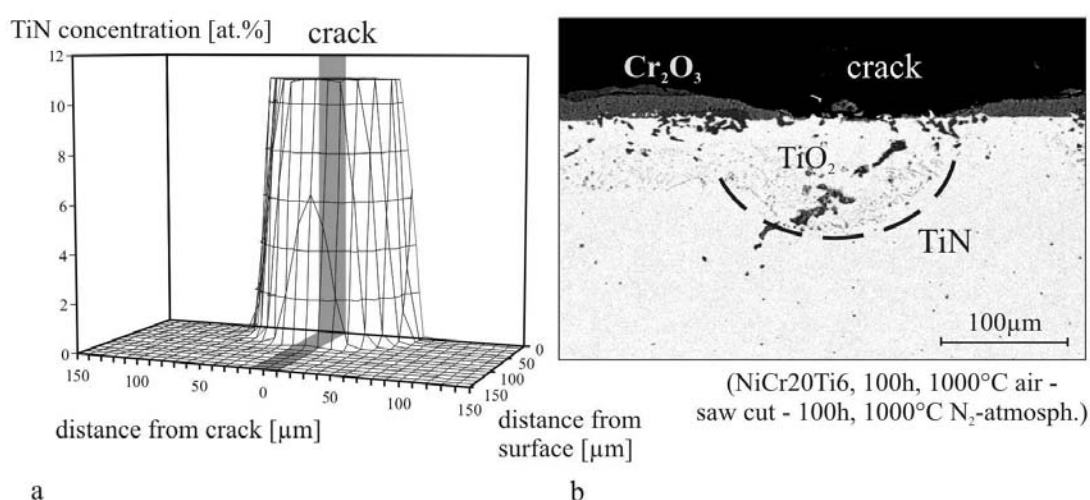 TiN concentration [at.%]
crack
12
10
8
6
4
2
0
150
100
50
0
50
100
150
150
100
50
0
distance from crack [µm]
distance from
surface [µm]
a
Cr₂O₃
crack
TiO₂
TiN
100µm
(NiCr20Ti6, 100h, 1000°C air -
saw cut - 100h, 1000°C N₂-atmosph.)
b